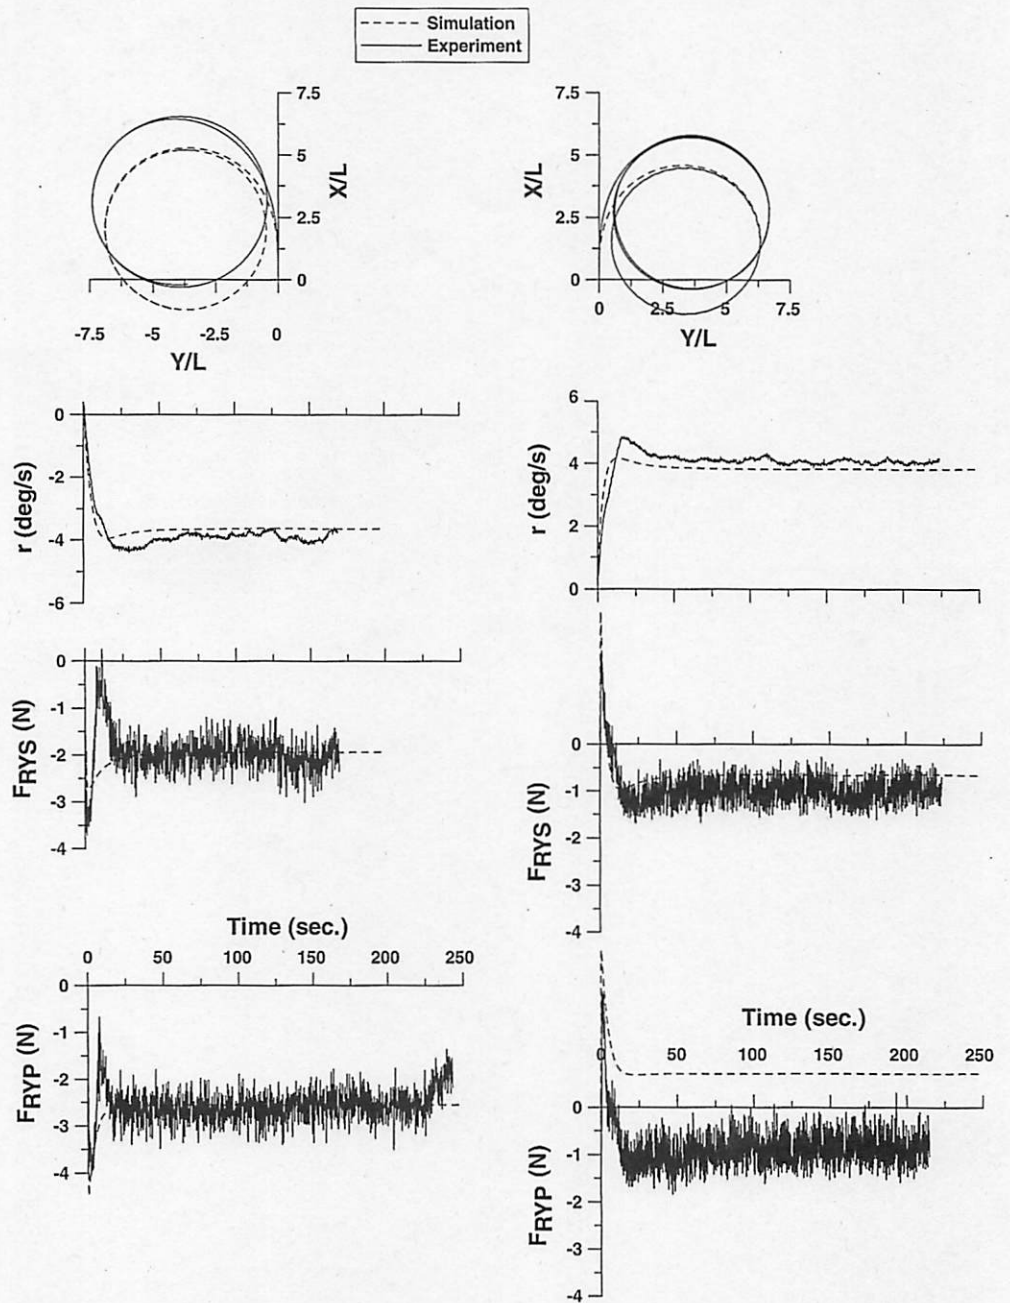 Simulation
Experiment
7.5
5
2.5
0
X/L
-7.5 -5 -2.5 0
Y/L
7.5
5
2.5
0
X/L
0 2.5 5 7.5
Y/L
0
-2
-4
-6
r (deg/s)
6
4
2
0
r (deg/s)
0
-1
-2
-3
-4
FRYS (N)
0
-1
-2
-3
-4
FRYS (N)
Time (sec.)
0 50 100 150 200 250
0
-1
-2
-3
-4
FRYP (N)
Time (sec.)
0 50 100 150 200 250
0
-1
-2
-3
-4
FRYP (N)